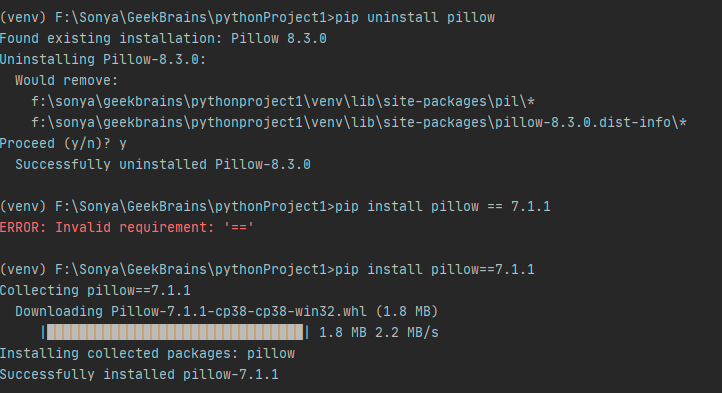 (venv) F:\Sonya\GeekBrains\pythonProject1>pip uninstall pillow
Found existing installation: Pillow 8.3.0
Uninstalling Pillow-8.3.0:
  Would remove:
    f:\sonya\geekbrains\pythonproject1\venv\lib\site-packages\pil\*
    f:\sonya\geekbrains\pythonproject1\venv\lib\site-packages\pillow-8.3.0.dist-info\*
Proceed (y/n)? y
  Successfully uninstalled Pillow-8.3.0
(venv) F:\Sonya\GeekBrains\pythonProject1>pip install pillow == 7.1.1
ERROR: Invalid requirement: '=='
(venv) F:\Sonya\GeekBrains\pythonProject1>pip install pillow==7.1.1
Collecting pillow==7.1.1
  Downloading Pillow-7.1.1-cp38-cp38-win32.whl (1.8 MB)
     |████████████████████████████████| 1.8 MB 2.2 MB/s
Installing collected packages: pillow
Successfully installed pillow-7.1.1